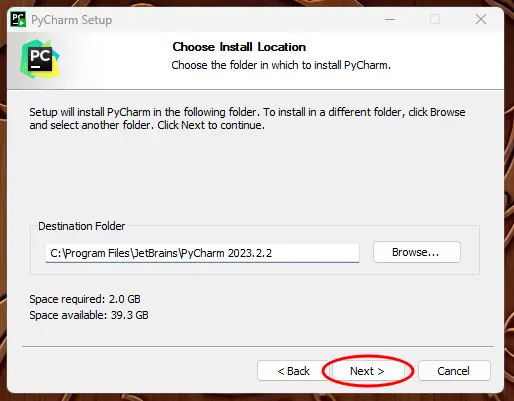 PC PyCharm Setup
PC
Choose Install Location
Choose the folder in which to install PyCharm.
Setup will install PyCharm in the following folder. To install in a different folder, click Browse
and select another folder. Click Next to continue.
Destination Folder
C:\Program Files\JetBrains\PyCharm 2023.2.2
Browse...
Space required: 2.0 GB
Space available: 39.3 GB
< Back Next > Cancel